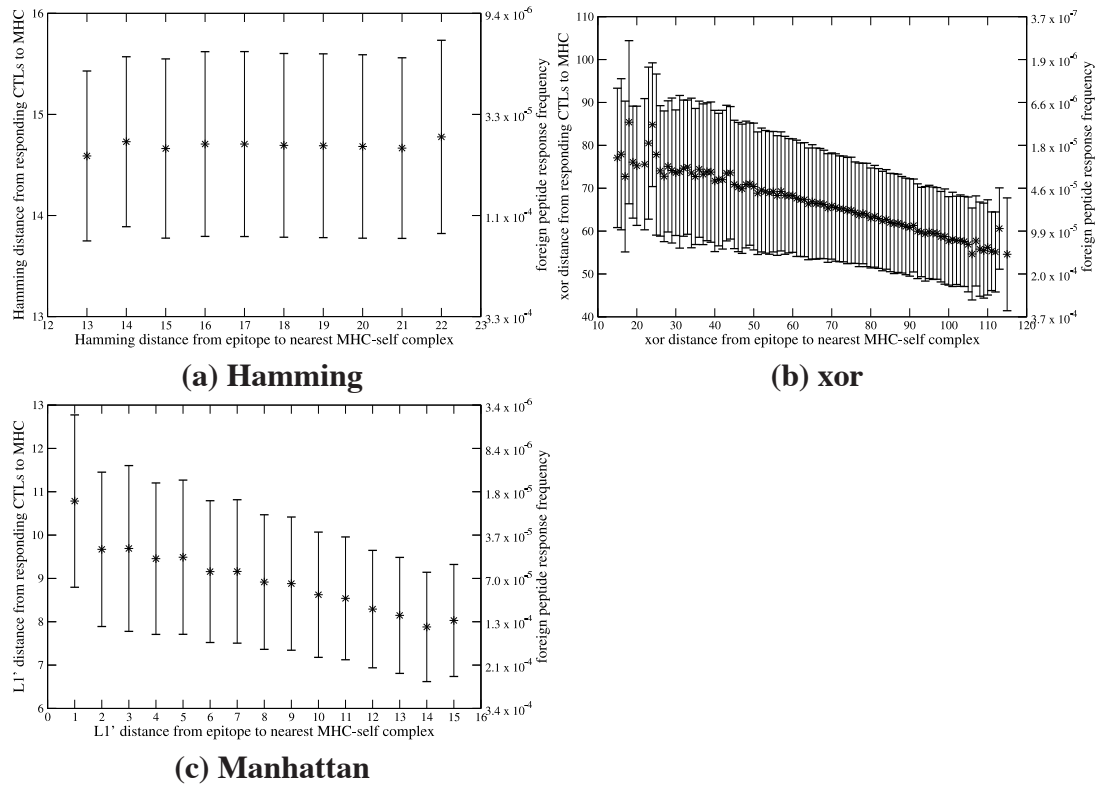 Hamming distance from responding CTLs to MHC
16
15
14
13
12 13 14 15 16 17 18 19 20 21 22 23
9.4 x 10-6
3.3 x 10-5
1.1 x 10-4
3.3 x 10-4
foreign peptide response frequency
Hamming distance from epitope to nearest MHC-self complex
(a) Hamming
xor distance from responding CTLs to MHC
110
100
90
80
70
60
50
40
10 20 30 40 50 60 70 80 90 100 110 120
3.7 x 10-7
1.9 x 10-6
6.6 x 10-6
1.8 x 10-5
4.6 x 10-5
9.9 x 10-5
2.0 x 10-4
3.7 x 10-4
foreign peptide response frequency
xor distance from epitope to nearest MHC-self complex
(b) xor
L1' distance from responding CTLs to MHC
13
12
11
10
9
8
7
6
0 1 2 3 4 5 6 7 8 9 10 11 12 13 14 15 16
3.4 x 10-6
8.4 x 10-6
1.8 x 10-5
3.7 x 10-5
7.0 x 10-5
1.3 x 10-4
2.1 x 10-4
3.4 x 10-4
foreign peptide response frequency
L1' distance from epitope to nearest MHC-self complex
(c) Manhattan